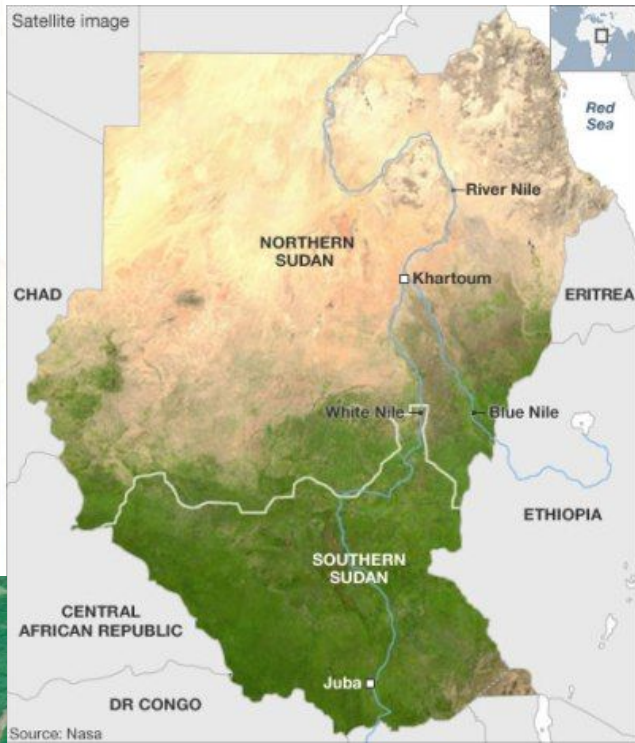 Satellite image
Red
Sea
River Nile
NORTHERN
SUDAN
Khartoum
CHAD
ERITREA
White Nile
Blue Nile
ETHIOPIA
SOUTHERN
SUDAN
CENTRAL
AFRICAN REPUBLIC
Juba
DR CONGO
Source: Nasa